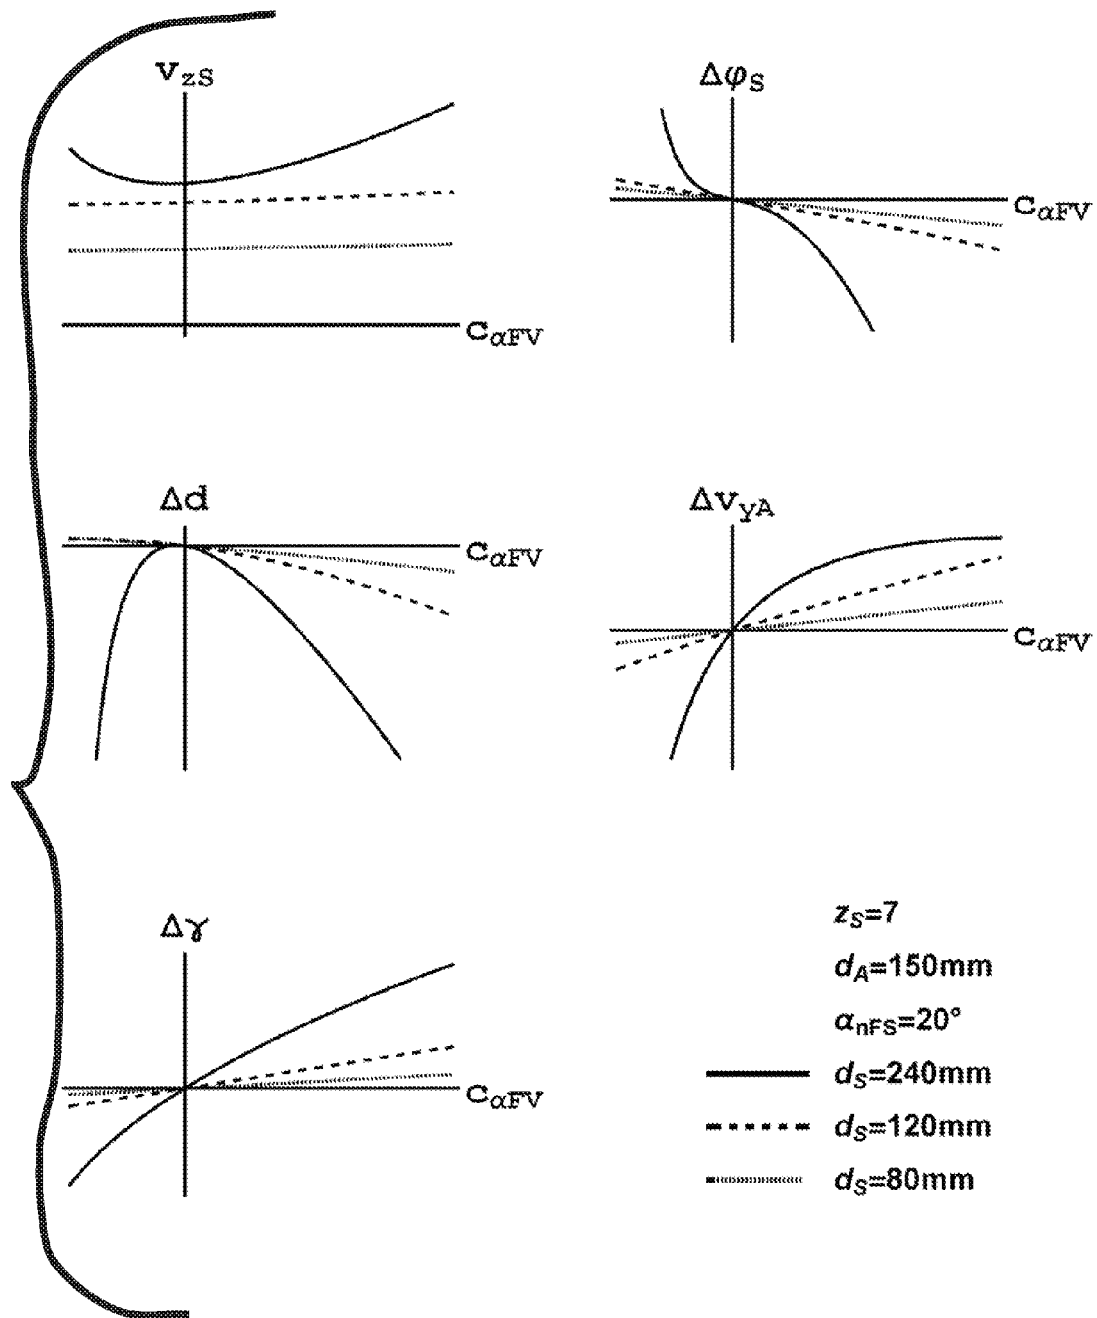 v_zS
Δφ_S
c_αFV
c_αFV
Δd
Δv_yA
c_αFV
c_αFV
Δγ
c_αFV
z_S=7
d_A=150mm
α_nFS=20°
d_S=240mm
d_S=120mm
d_S=80mm